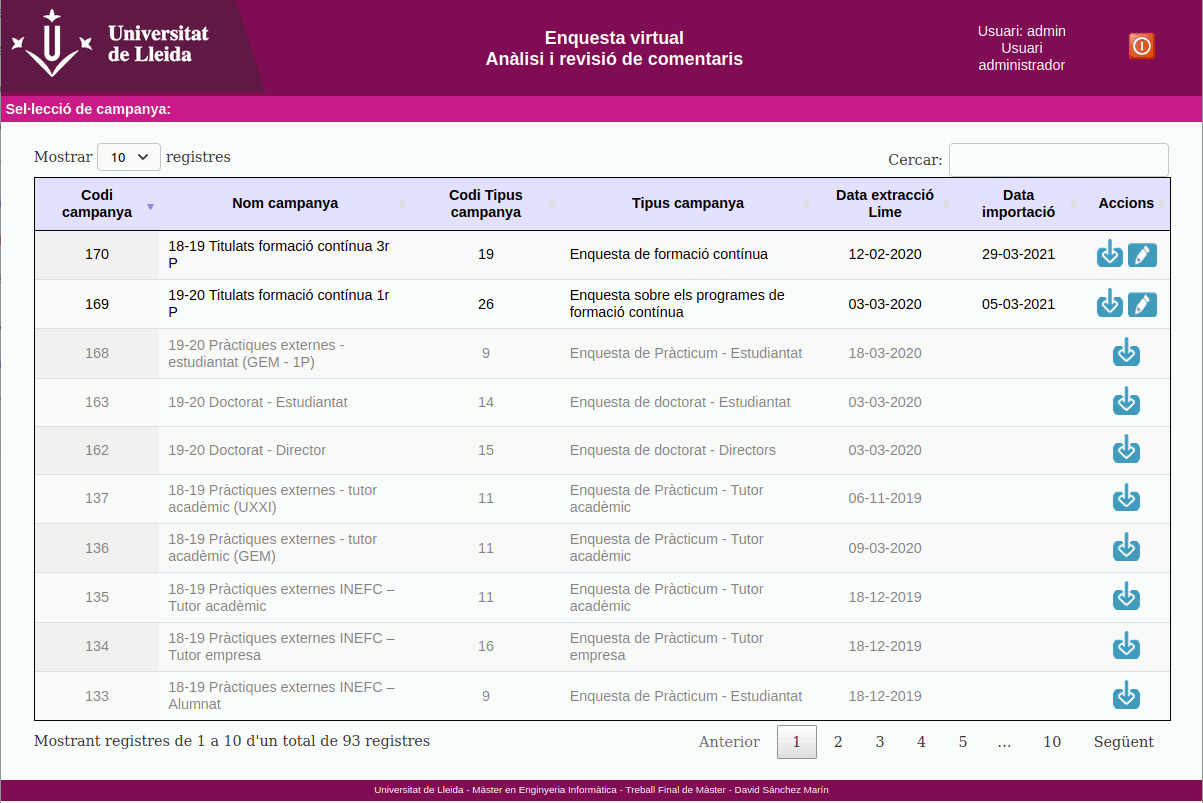 Universitat
de Lleida
Enquesta virtual
Anàlisi i revisió de comentaris
Usuari: admin
Usuari
administrador
Sel·lecció de campanya:
Mostrar 10 registres
Cercar:
Codi campanya Nom campanya Codi Tipus campanya Tipus campanya Data extracció Lime Data importació Accions
170 18-19 Titulats formació contínua 3r P 19 Enquesta de formació contínua 12-02-2020 29-03-2021
169 19-20 Titulats formació contínua 1r P 26 Enquesta sobre els programes de formació contínua 03-03-2020 05-03-2021
168 19-20 Pràctiques externes - estudiantat (GEM - 1P) 9 Enquesta de Pràcticum - Estudiantat 18-03-2020
163 19-20 Doctorat - Estudiantat 14 Enquesta de doctorat - Estudiantat 03-03-2020
162 19-20 Doctorat - Director 15 Enquesta de doctorat - Directors 03-03-2020
137 18-19 Pràctiques externes - tutor acadèmic (UXXI) 11 Enquesta de Pràcticum - Tutor acadèmic 06-11-2019
136 18-19 Pràctiques externes - tutor acadèmic (GEM) 11 Enquesta de Pràcticum - Tutor acadèmic 09-03-2020
135 18-19 Pràctiques externes INEFC – Tutor acadèmic 11 Enquesta de Pràcticum - Tutor acadèmic 18-12-2019
134 18-19 Pràctiques externes INEFC – Tutor empresa 16 Enquesta de Pràcticum - Tutor empresa 18-12-2019
133 18-19 Pràctiques externes INEFC – Alumnat 9 Enquesta de Pràcticum - Estudiantat 18-12-2019
Mostrant registres de 1 a 10 d'un total de 93 registres
Anterior 1 2 3 4 5 … 10 Següent
Universitat de Lleida - Màster en Enginyeria Informàtica - Treball Final de Màster - David Sánchez Marín